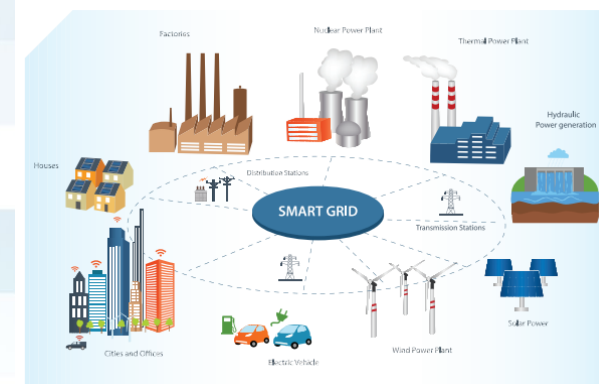 Factories
Nuclear Power Plant
Thermal Power Plant
Hydraulic
Power generation
Houses
Distribution Stations
SMART GRID
Transmission Stations
Solar Power
Wind Power Plant
Electric Vehicle
Cities and Offices